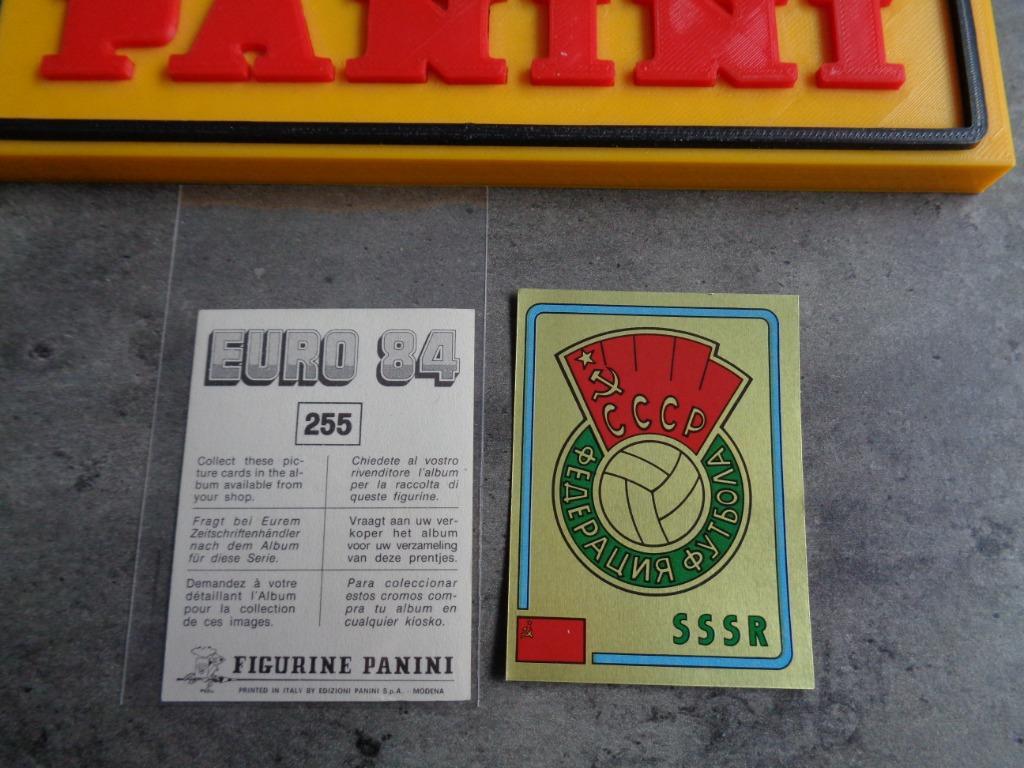 PANINI
EURO 84
255
Collect these pic-
ture cards in the al-
bum available from
your shop.
Chiedete al vostro
rivenditore l'album
per la raccolta di
queste figurine.
Fragt bei Eurem
Zeitschriftenhändler
nach dem Album
für diese Serie.
Vraagt aan uw ver-
koper het album
voor uw verzameling
van deze prentjes.
Demandez à votre
détaillant l'Album
pour la collection
de ces images.
Para coleccionar
estos cromos com-
pra tu album en
cualquier kiosko.
FIGURINE PANINI
PRINTED IN ITALY BY EDIZIONI PANINI S.p.A. - MODENA
СССР
ФЕДЕРАЦИЯ ФУТБОЛА
SSSR